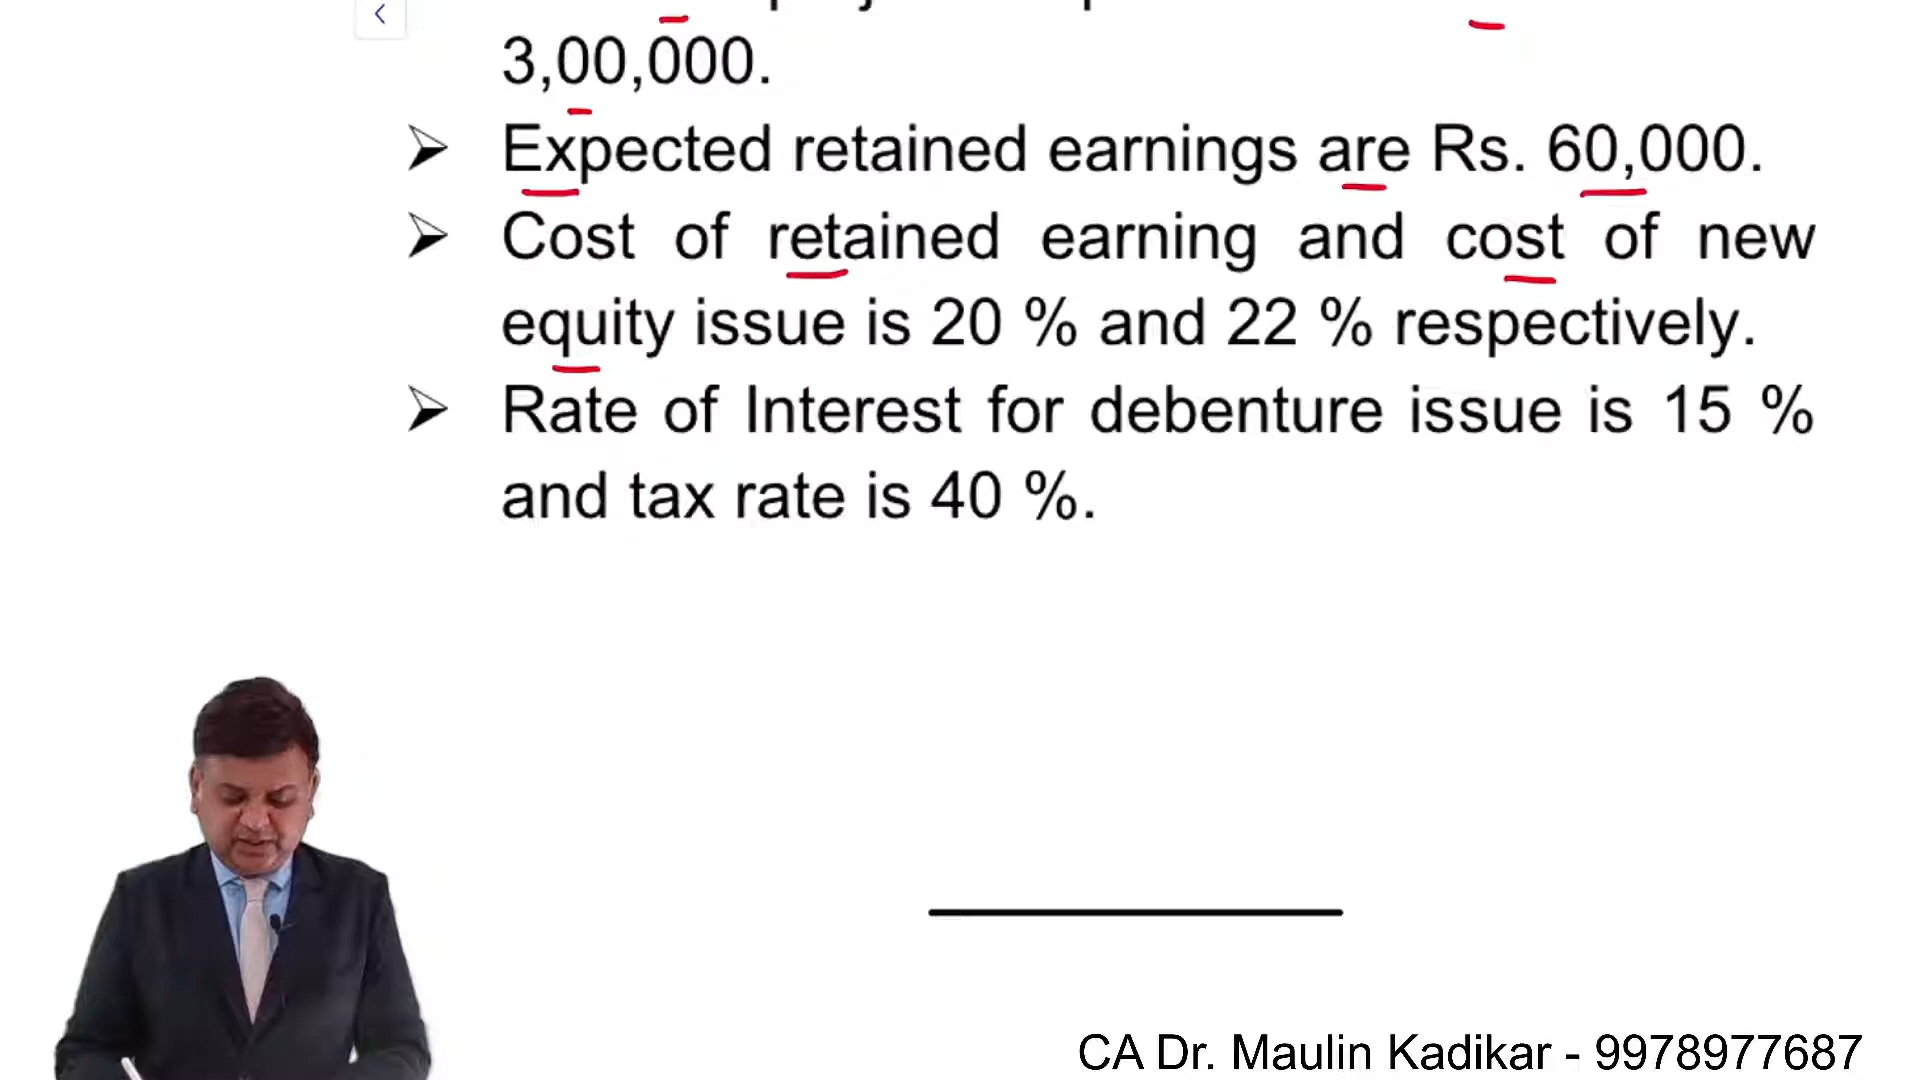 3,00,000.
Expected retained earnings are Rs. 60,000.
Cost of retained earning and cost of new
equity issue is 20 % and 22 % respectively.
Rate of Interest for debenture issue is 15 %
and tax rate is 40 %.
CA Dr. Maulin Kadikar - 9978977687